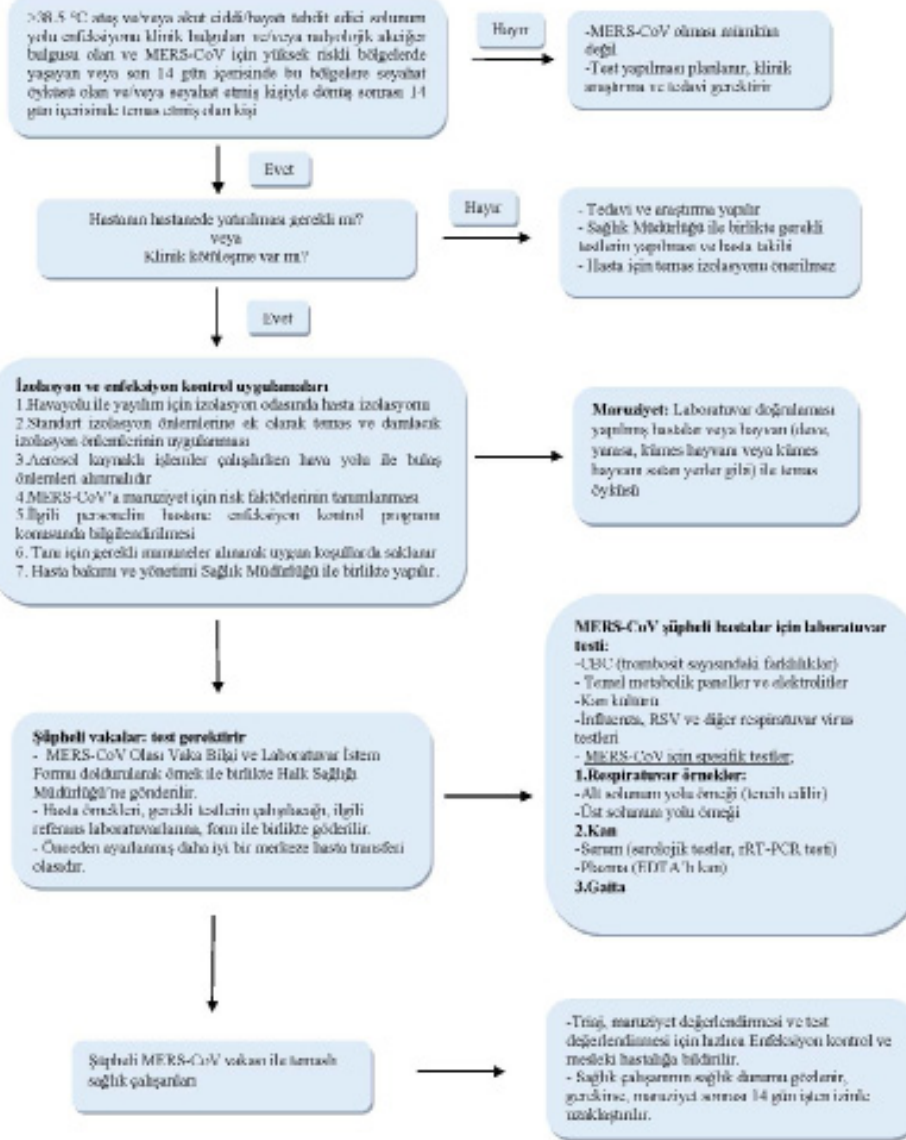 >38.5 °C ateş ve/veya akut ciddi/hayatı tehdit edici solunum
yolu enfeksiyonu klinik bulguları ve/veya radyolojik akciğer
bulgusu olan ve MERS-CoV için yüksek riskli bölgelerde
yaşayan veya son 14 gün içerisinde bu bölgelere seyahat
öyküsü olan ve/veya seyahat etmiş kişiyle dönüş sonrası 14
gün içerisinde temas etmiş olan kişi
Hayır
-MERS-CoV olması mümkün
değil
-Test yapılması planlanır, klinik
araştırma ve tedavi gerektirir
Evet
Hastanın hastanede yatırılması gerekli mi?
veya
Klinik kötüleşme var mı?
Hayır
- Tedavi ve araştırma yapılır
- Sağlık Müdürlüğü ile birlikte gerekli
testlerin yapılması ve hasta takibi
- Hasta için temas izolasyonu önerilmez
Evet
İzolasyon ve enfeksiyon kontrol uygulamaları
1.Havayolu ile yayılım için izolasyon odasında hasta izolasyonu
2.Standart izolasyon önlemlerine ek olarak temas ve damlacık
izolasyon önlemlerinin uygulanması
3.Aerosol kaynaklı işlemler çalışılırken hava yolu ile bulaş
önlemleri alınmalıdır
4.MERS-CoV'a maruziyet için risk faktörlerinin tanımlanması
5.İlgili personelin hastane enfeksiyon kontrol programı
konusunda bilgilendirilmesi
6. Tanı için gerekli numuneler alınarak uygun koşullarda saklanır
7. Hasta bakımı ve yönetimi Sağlık Müdürlüğü ile birlikte yapılır.
Maruziyet: Laboratuvar doğrulaması
yapılmış hastalar veya hayvan (deve,
yarasa, kümes hayvanı veya kümes
hayvanı satan yerler gibi) ile temas
öyküsü
MERS-CoV şüpheli hastalar için laboratuvar
testi:
-CBC (trombosit sayısındaki farklılıklar)
- Temel metabolik paneller ve elektrolitler
-Kan kültürü
-İnfluenza, RSV ve diğer respiratuvar virus
testleri
- MERS-CoV için spesifik testler;
1.Respiratuvar örnekler:
-Alt solunum yolu örneği (tercih edilir)
-Üst solunum yolu örneği
2.Kan
-Serum (serolojik testler, rRT-PCR testi)
-Plazma (EDTA'lı kan)
3.Gaita
Şüpheli vakalar: test gerektirir
- MERS-CoV Olası Vaka Bilgi ve Laboratuvar İstem
Formu doldurularak örnek ile birlikte Halk Sağlığı
Müdürlüğü'ne gönderilir.
- Hasta örnekleri, gerekli testlerin çalışılacağı, ilgili
referans laboratuvarlarına, form ile birlikte göderilir.
- Önceden ayarlanmış daha iyi bir merkeze hasta transferi
olasıdır.
Şüpheli MERS-CoV vakası ile temaslı
sağlık çalışanları
-Triaj, maruziyet değerlendirmesi ve test
değerlendirmesi için hızlıca Enfeksiyon kontrol ve
mesleki hastalığa bildirilir.
- Sağlık çalışanının sağlık durumu gözlenir,
gerekirse, maruziyet sonrası 14 gün işten izinle
uzaklaştırılır.